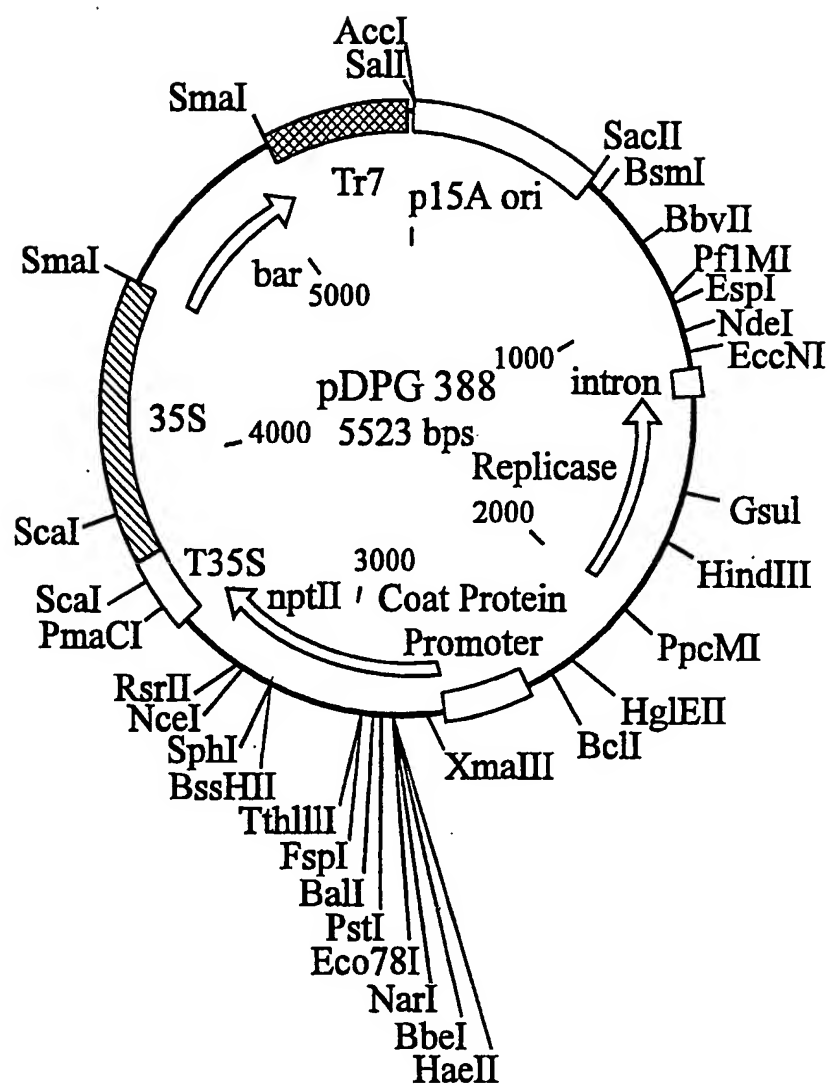 AccI
SalI
SmaI
SacII
BsmI
Tr7
p15A ori
BbvII
SmaI
bar
5000
Pf1MI
EspI
NdeI
EccNI
1000
intron
pDPG 388
35S
4000
5523 bps
Replicase
2000
GsuI
ScaI
HindIII
T35S
3000
nptII
Coat Protein
Promoter
ScaI
PmaCI
PpcMI
RsrII
NceI
HglEII
SphI
BclI
BssHII
XmaIII
TthlllI
FspI
BalI
PstI
Eco78I
NarI
BbeI
HaeII